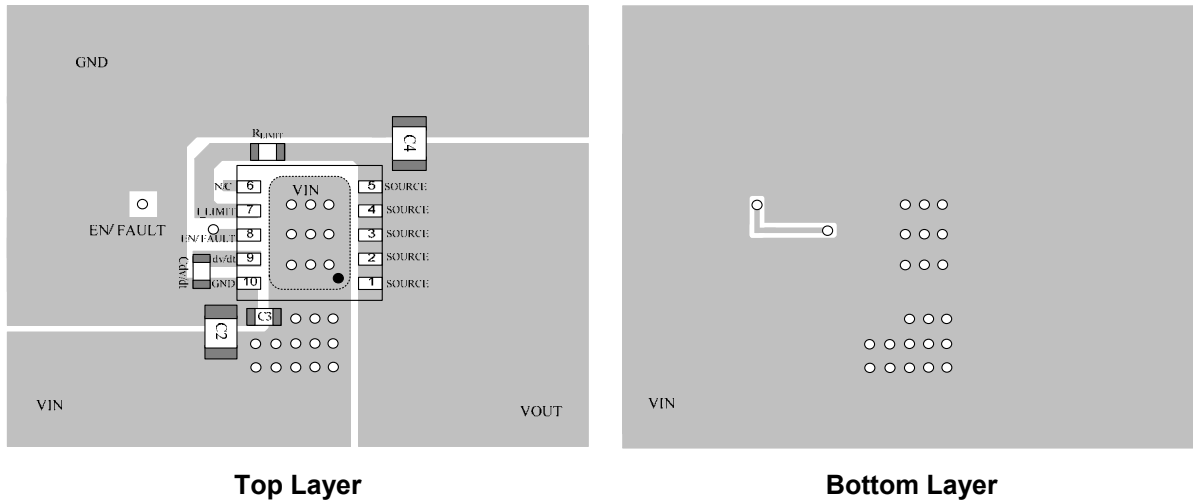 GND
R_LIMIT
C4
N/C 6 VIN 5 SOURCE
I_LIMIT 7 4 SOURCE
EN/ FAULT
EN/ FAULT 8 3 SOURCE
Cdv/dt
dv/dt 9 2 SOURCE
GND 10 1 SOURCE
C2
C3
VIN
VOUT
VIN
Top Layer
Bottom Layer